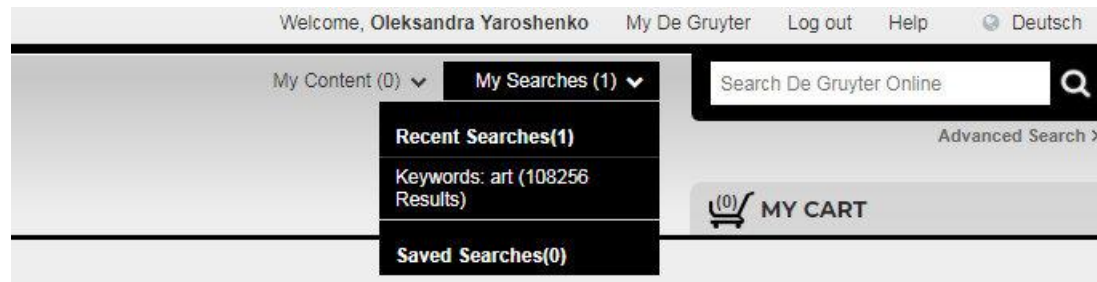 Welcome, Oleksandra Yaroshenko My De Gruyter Log out Help Deutsch
My Content (0) My Searches (1) Search De Gruyter Online
Recent Searches(1)
Advanced Search >
Keywords: art (108256
Results)
(0) MY CART
Saved Searches(0)